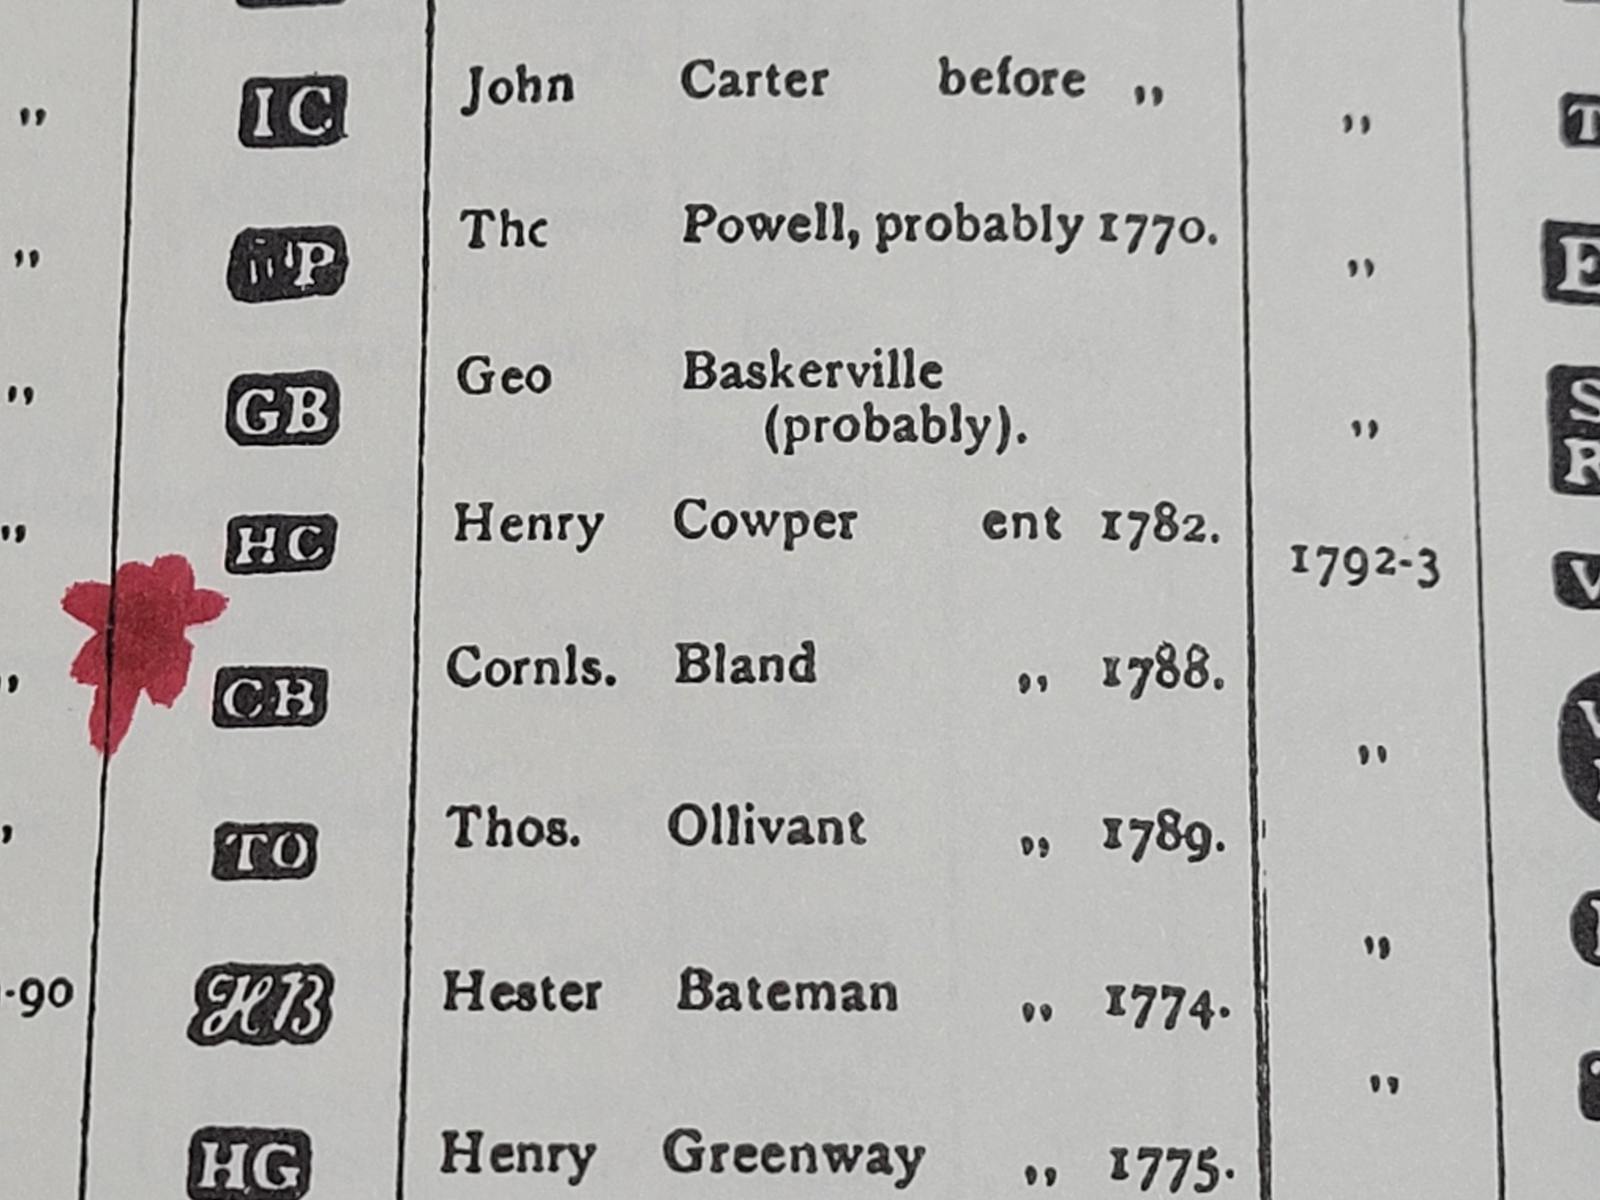 „ IC John Carter before „ „
„ P Thc Powell, probably 1770. „
„ GB Geo Baskerville
(probably). „
„ HC Henry Cowper ent 1782. 1792-3
„ CB Cornls. Bland „ 1788. „
TO Thos. Ollivant „ 1789. „
-90 HB Hester Bateman „ 1774. „
HG Henry Greenway „ 1775.